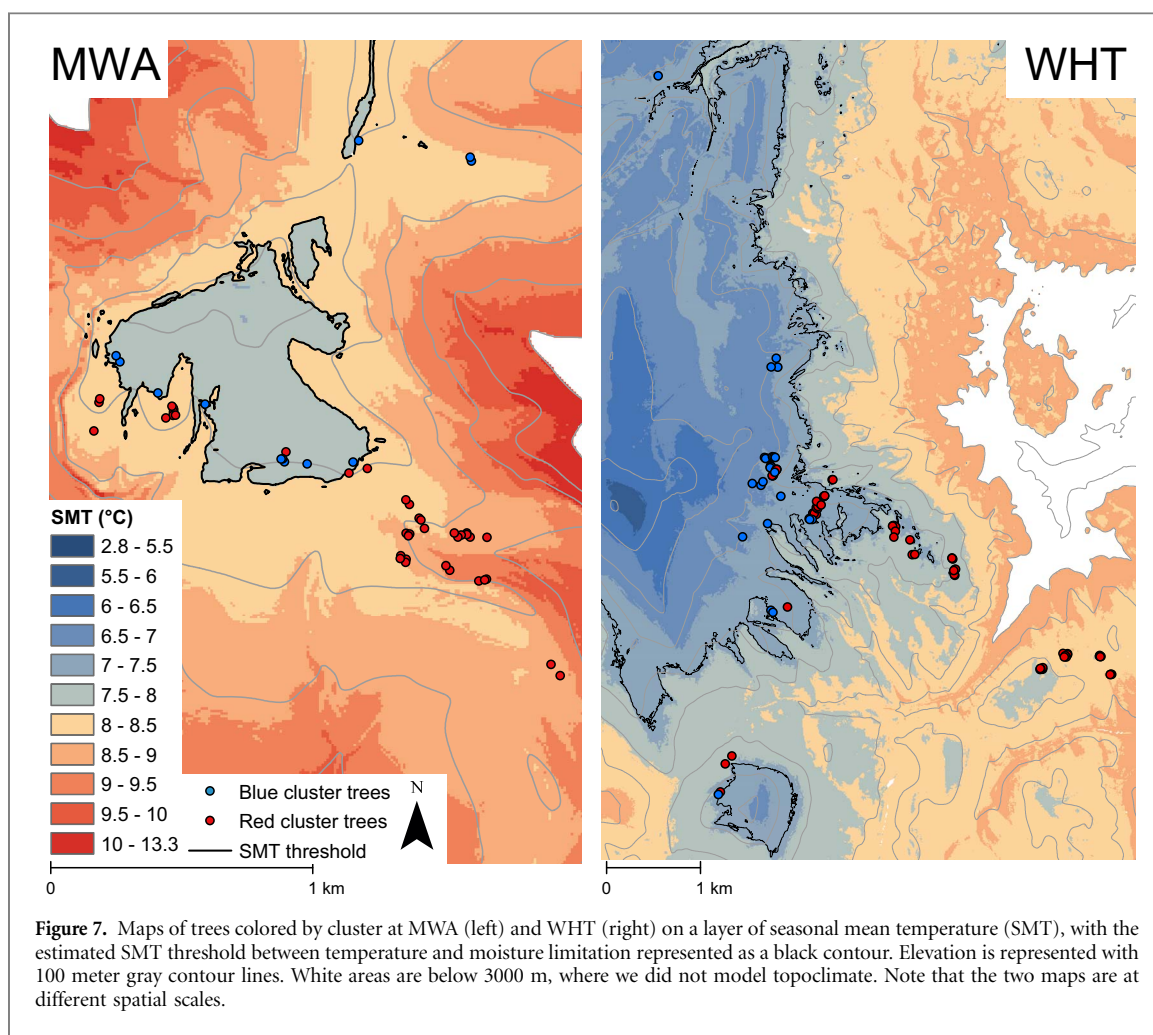 MWA
WHT
SMT (°C)
2.8 - 5.5
5.5 - 6
6 - 6.5
6.5 - 7
7 - 7.5
7.5 - 8
8 - 8.5
8.5 - 9
9 - 9.5
9.5 - 10
10 - 13.3
Blue cluster trees
Red cluster trees
SMT threshold
N
0 1 km
0 1 km
Figure 7. Maps of trees colored by cluster at MWA (left) and WHT (right) on a layer of seasonal mean temperature (SMT), with the
estimated SMT threshold between temperature and moisture limitation represented as a black contour. Elevation is represented with
100 meter gray contour lines. White areas are below 3000 m, where we did not model topoclimate. Note that the two maps are at
different spatial scales.